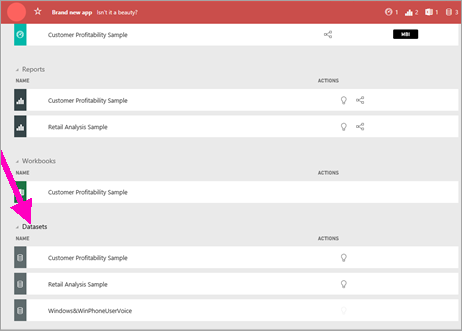 Brand new app Isn't it a beauty? 1 2 1 3
Customer Profitability Sample MBI
Reports
NAME ACTIONS
Customer Profitability Sample
Retail Analysis Sample
Workbooks
NAME ACTIONS
Customer Profitability Sample
Datasets
NAME ACTIONS
Customer Profitability Sample
Retail Analysis Sample
Windows&WinPhoneUserVoice